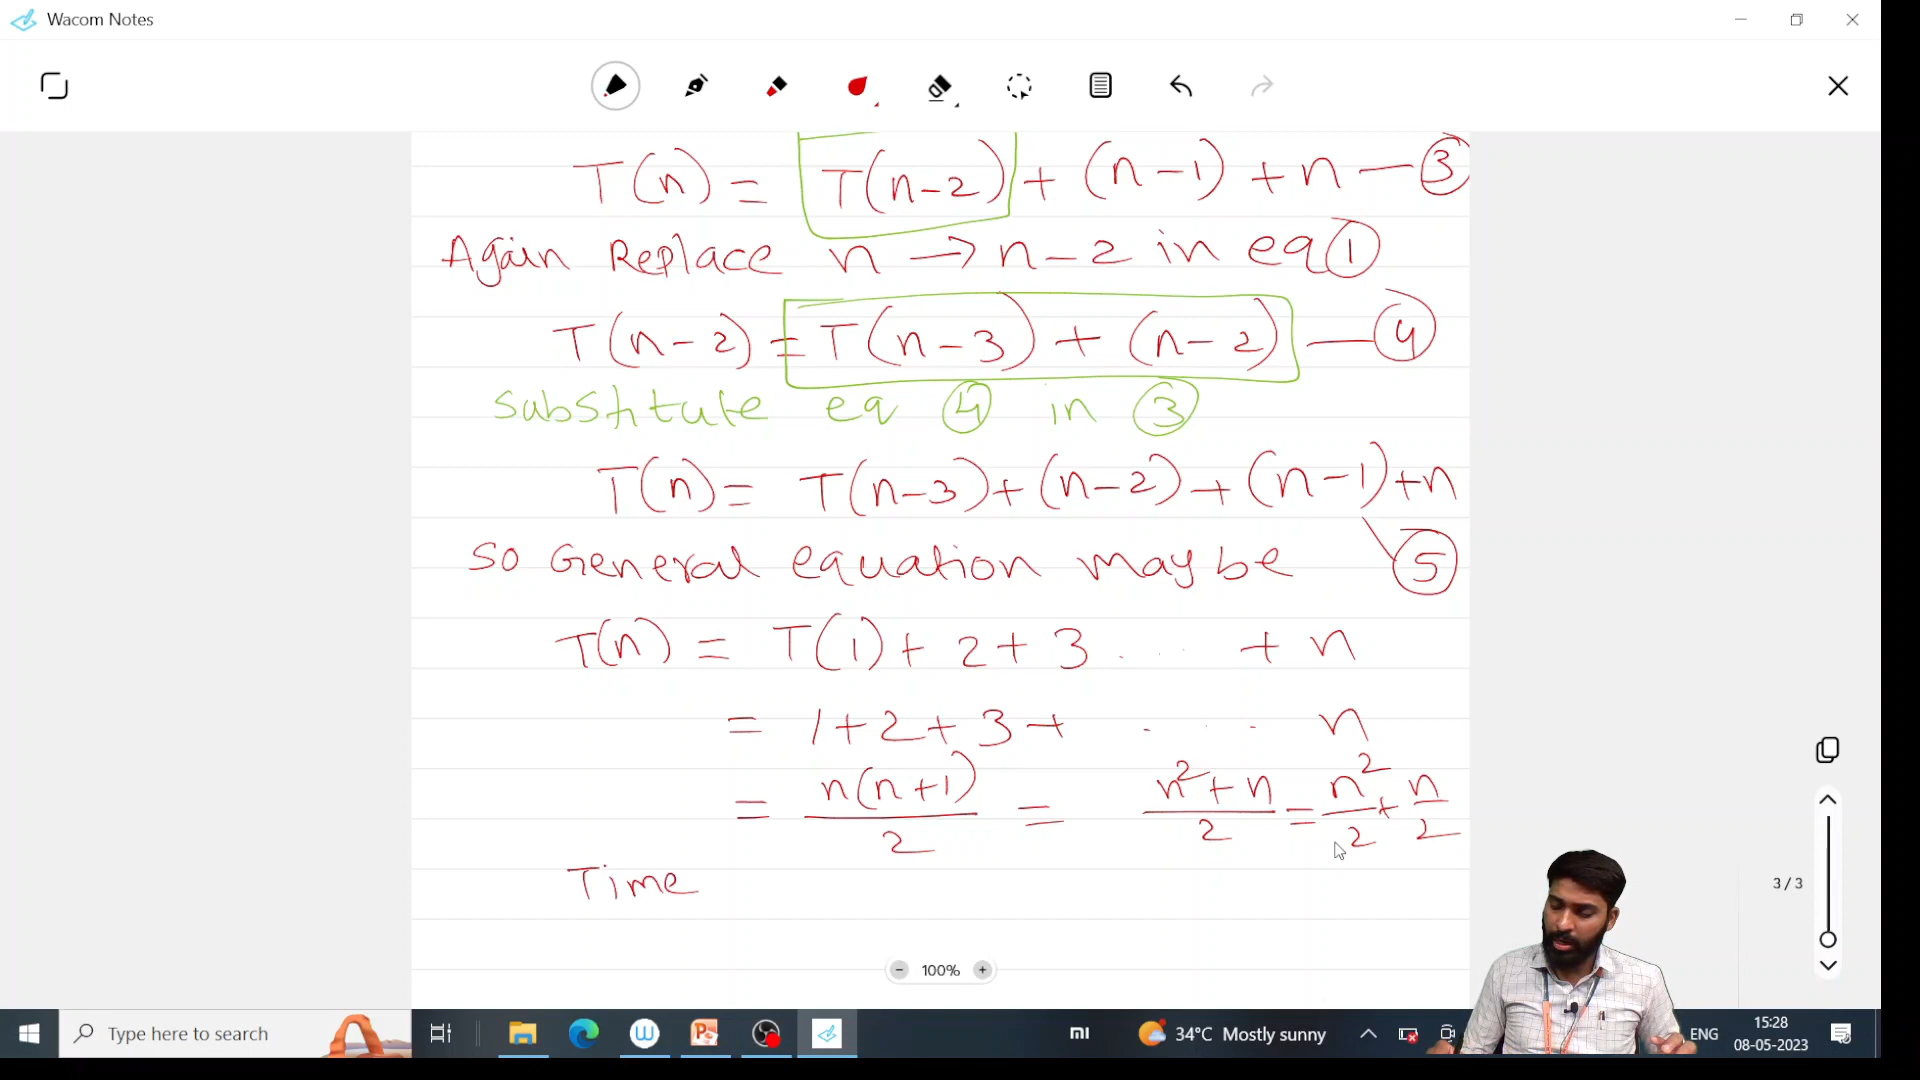 Wacom Notes
T(n) = T(n-2) + (n-1) + n — ③
Again Replace n → n-2 in eq ①
T(n-2) = T(n-3) + (n-2) — ④
Substitute eq ④ in ③
T(n) = T(n-3) + (n-2) + (n-1) + n
So General equation may be ⑤
T(n) = T(1) + 2 + 3 . . . . + n
= 1 + 2 + 3 + . . . . n
= n(n+1)/2 = n²+n/2 = n²/2 + n/2
Time
3 / 3
100%
Type here to search
mi
34°C Mostly sunny
ENG
15:28
08-05-2023